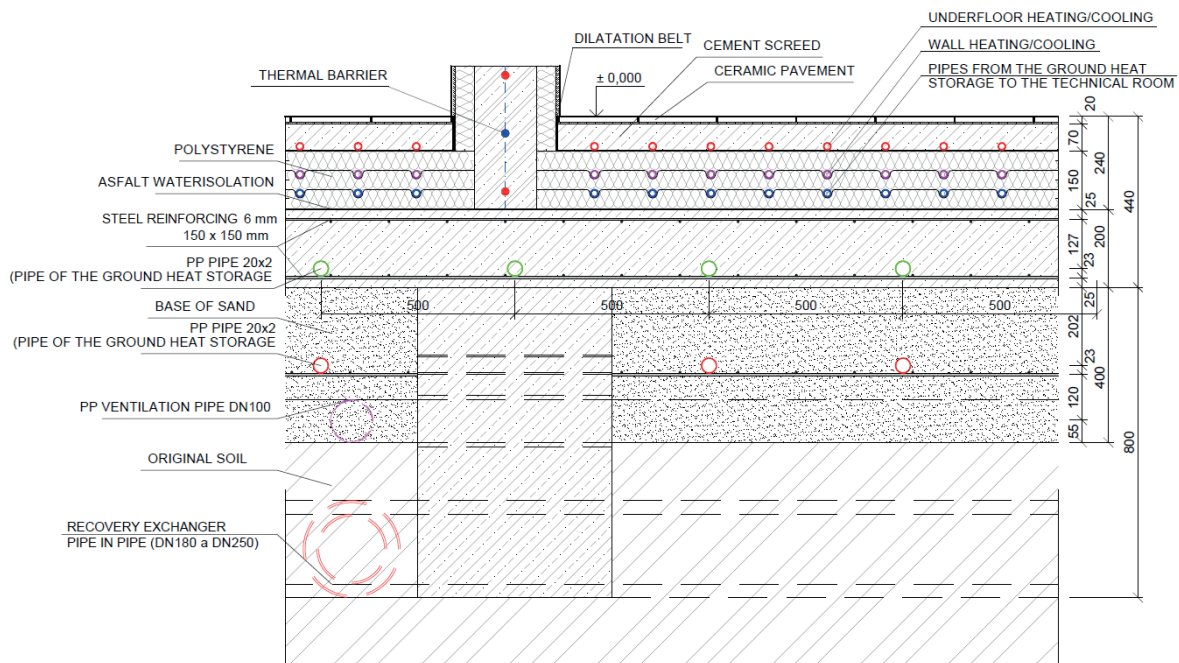 UNDERFLOOR HEATING/COOLING
DILATATION BELT
CEMENT SCREED
WALL HEATING/COOLING
THERMAL BARRIER
± 0,000
CERAMIC PAVEMENT
PIPES FROM THE GROUND HEAT
STORAGE TO THE TECHNICAL ROOM
20
70
240
POLYSTYRENE
150
ASFALT WATERISOLATION
25
440
STEEL REINFORCING 6 mm
150 x 150 mm
200
127
PP PIPE 20x2
(PIPE OF THE GROUND HEAT STORAGE
23
BASE OF SAND
500
500
500
500
25
PP PIPE 20x2
(PIPE OF THE GROUND HEAT STORAGE
202
23
400
PP VENTILATION PIPE DN100
120
55
800
ORIGINAL SOIL
RECOVERY EXCHANGER
PIPE IN PIPE (DN180 a DN250)